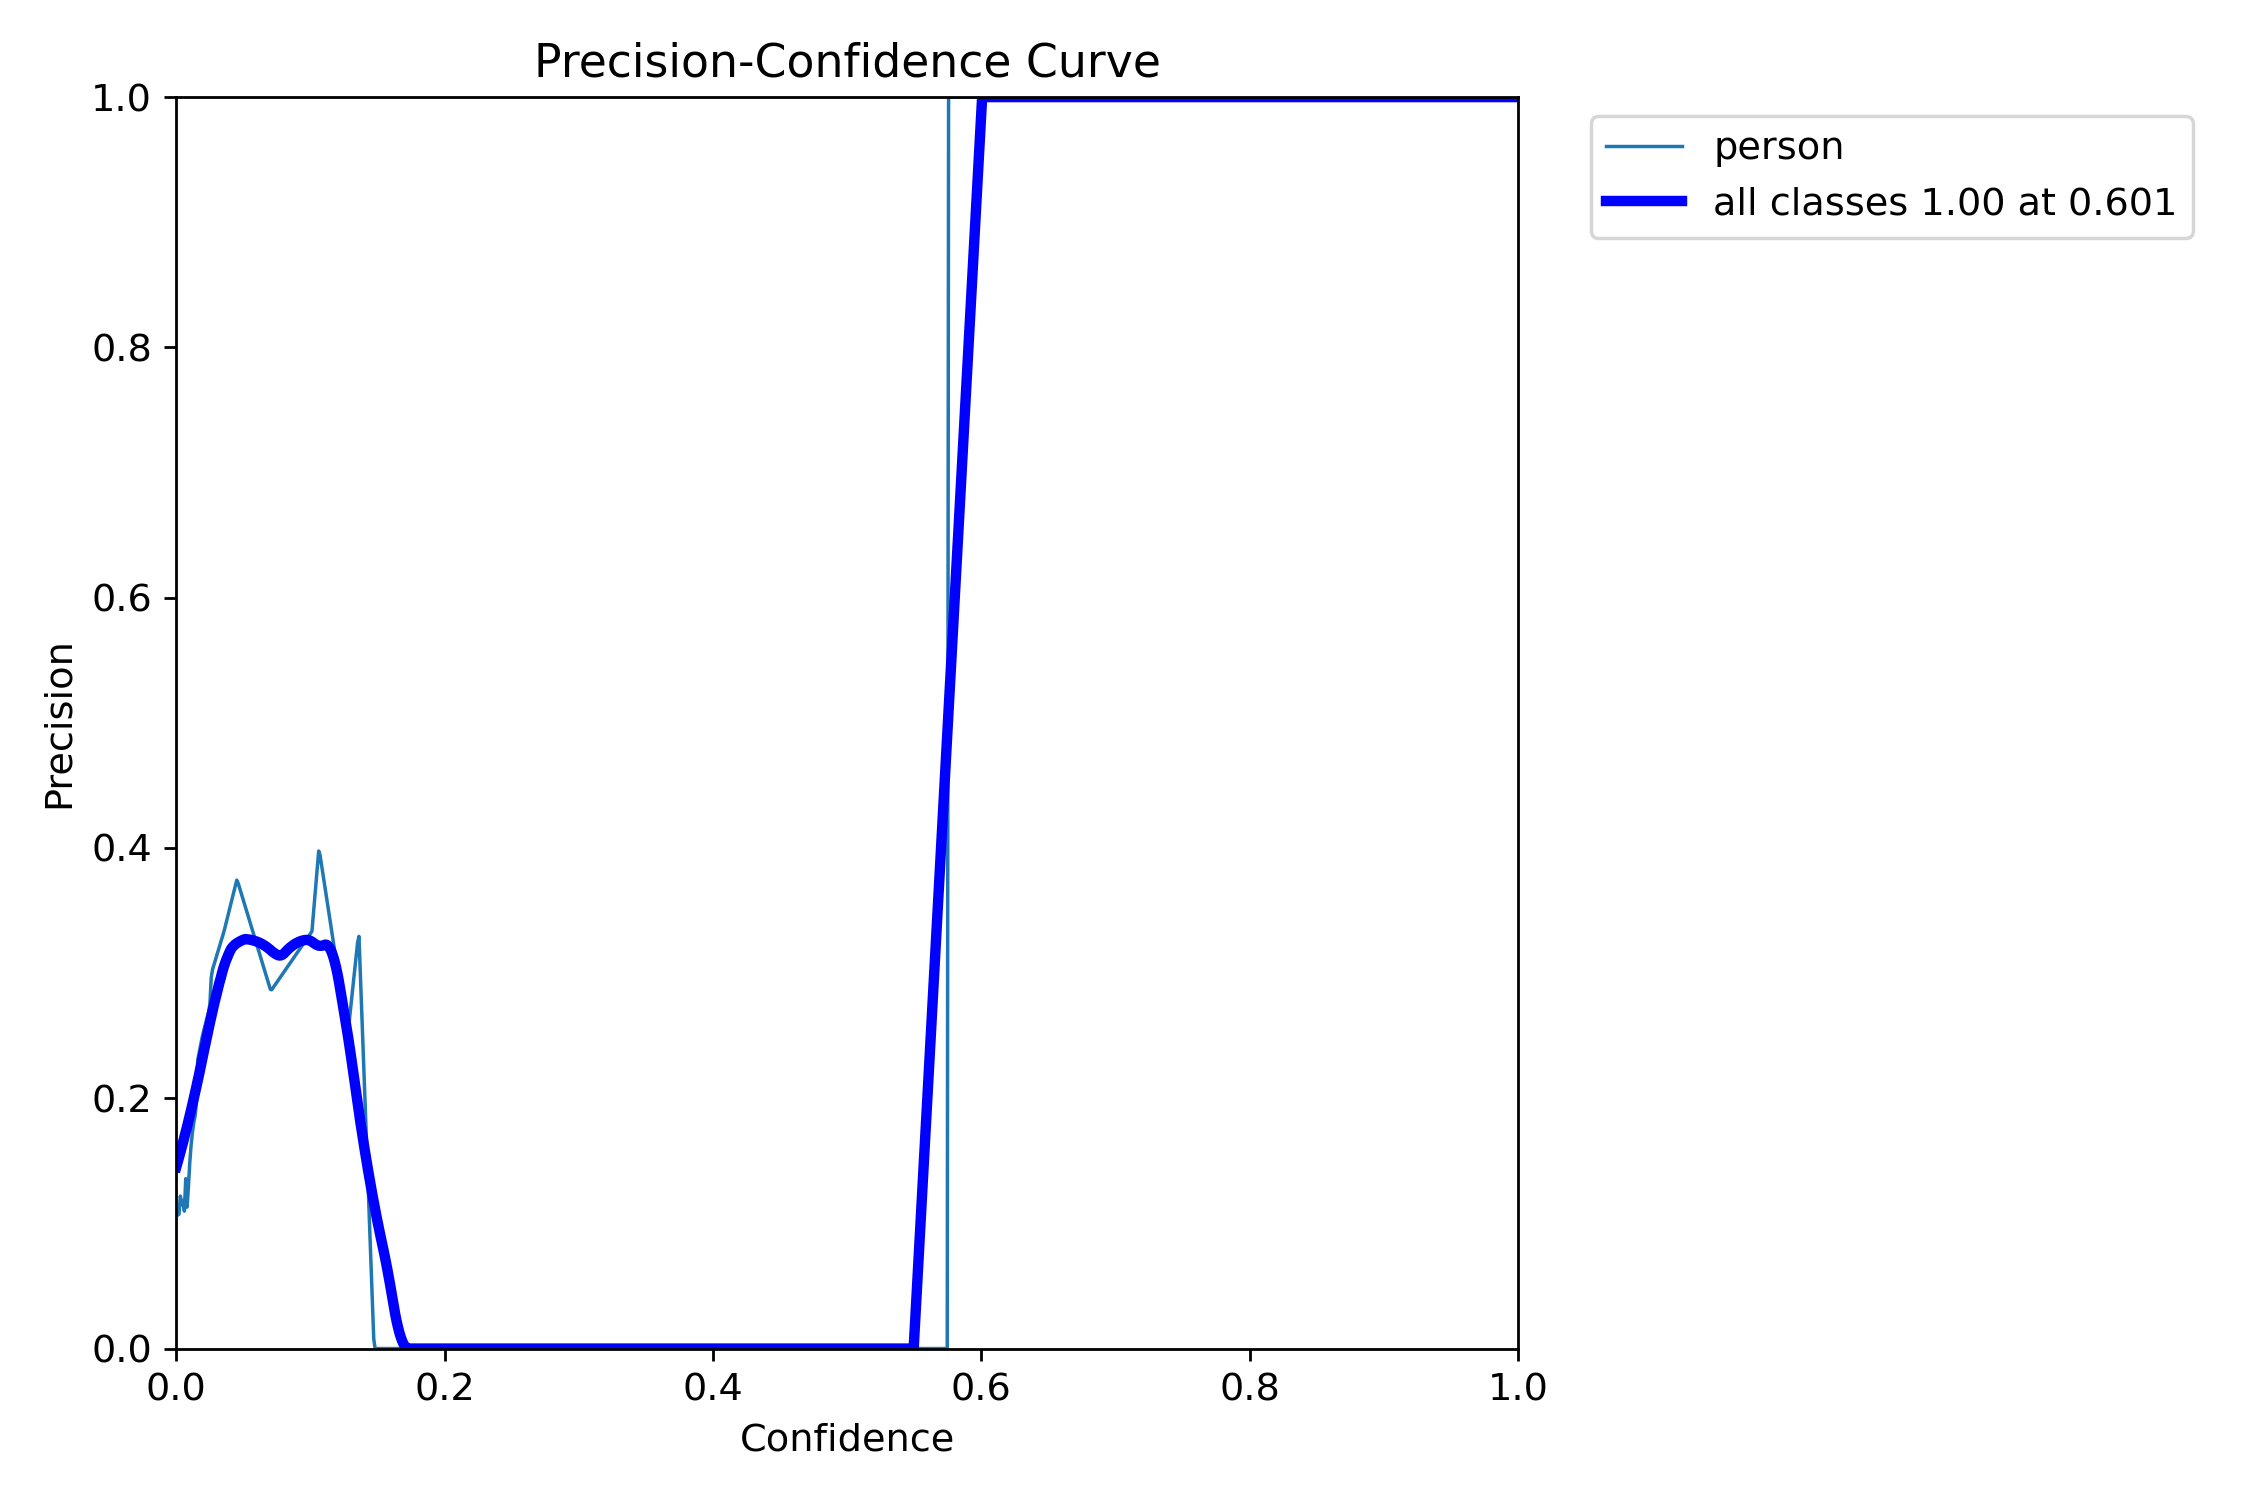 Precision-Confidence Curve
1.0
0.8
0.6
0.4
0.2
0.0
Precision
0.0 0.2 0.4 0.6 0.8 1.0
Confidence
person
all classes 1.00 at 0.601